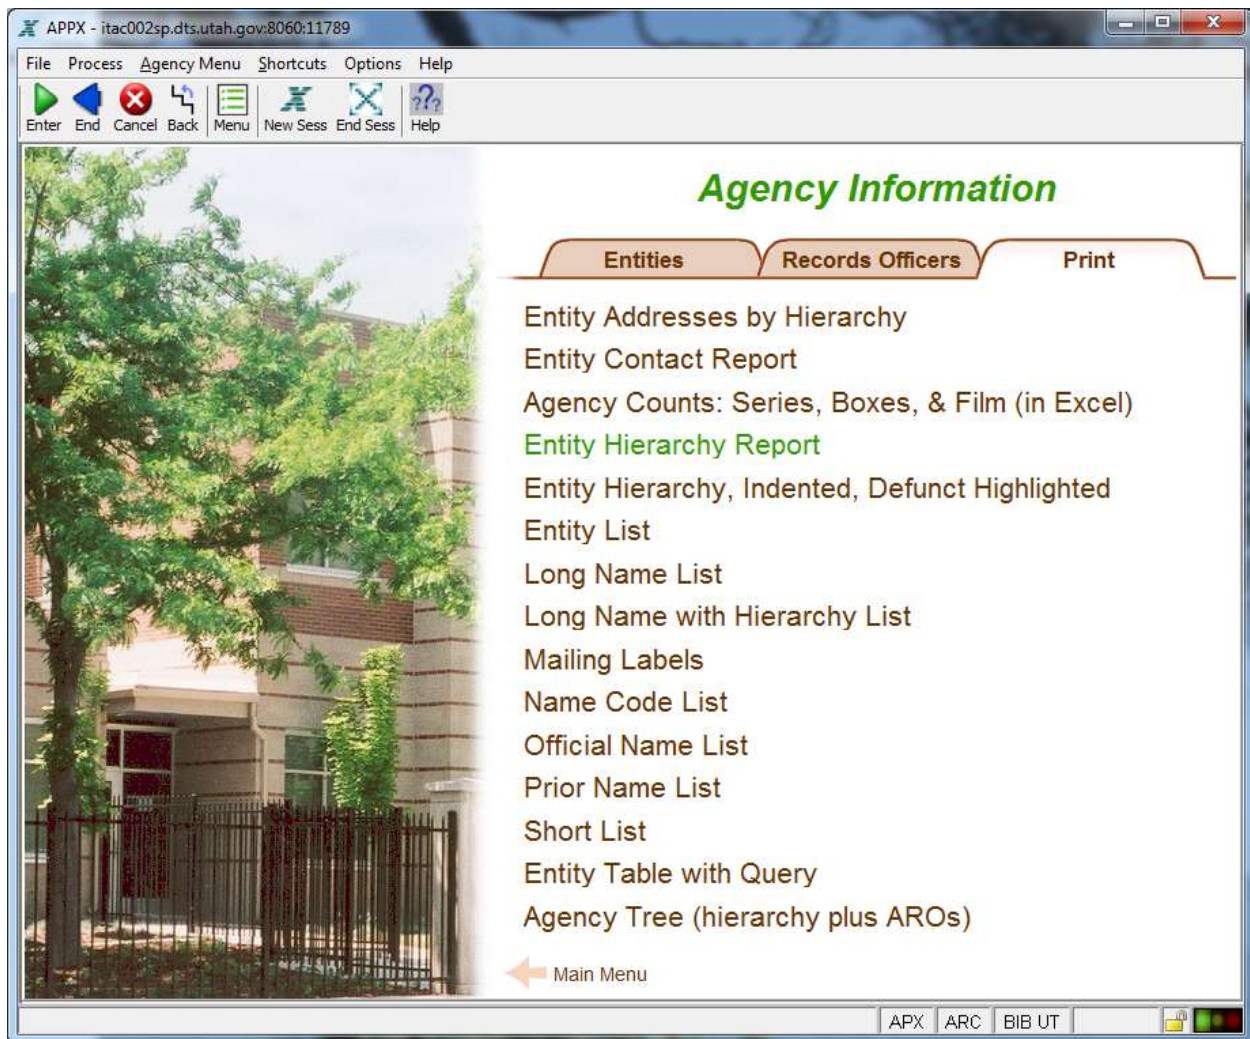 APPX - itac002sp.dts.utah.gov:8060:11789
File Process Agency Menu Shortcuts Options Help
Enter End Cancel Back Menu New Sess End Sess Help
Agency Information
Entities Records Officers Print
Entity Addresses by Hierarchy
Entity Contact Report
Agency Counts: Series, Boxes, & Film (in Excel)
Entity Hierarchy Report
Entity Hierarchy, Indented, Defunct Highlighted
Entity List
Long Name List
Long Name with Hierarchy List
Mailing Labels
Name Code List
Official Name List
Prior Name List
Short List
Entity Table with Query
Agency Tree (hierarchy plus AROs)
Main Menu
APX ARC BIB UT